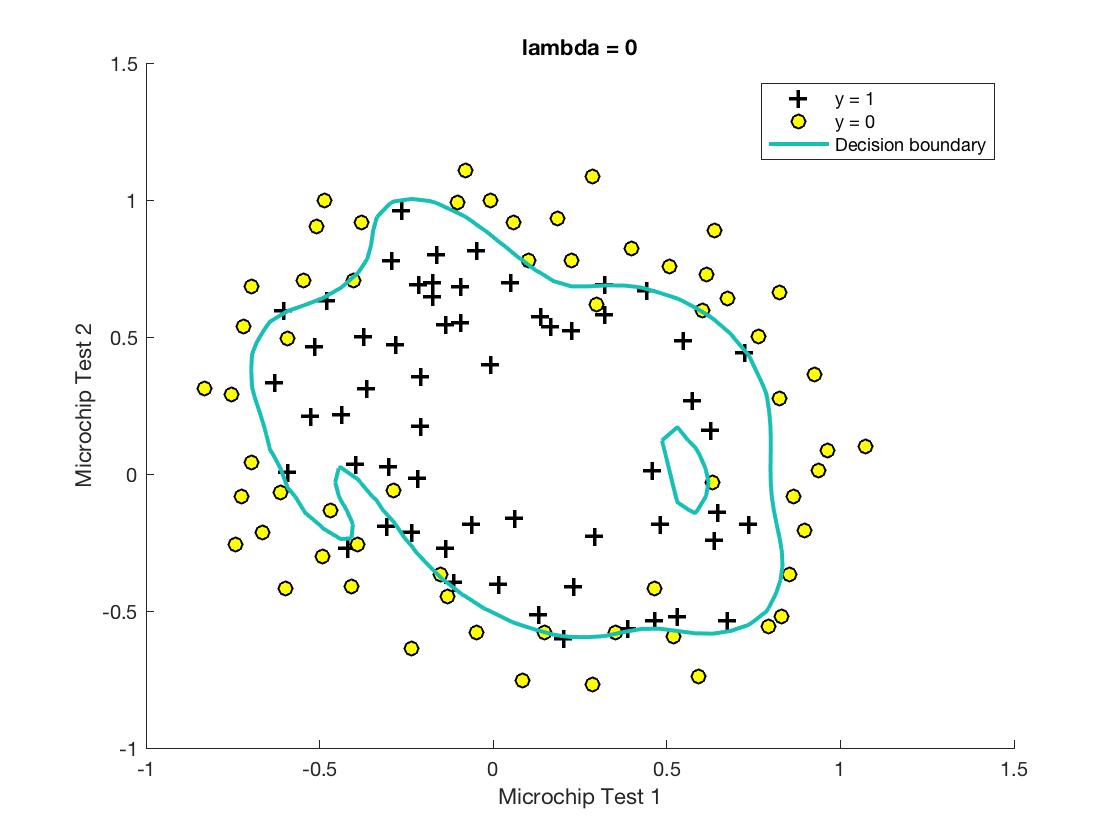 lambda = 0
1.5
y = 1
y = 0
Decision boundary
1
0.5
0
-0.5
-1
Microchip Test 2
-1
-0.5
0
0.5
1
1.5
Microchip Test 1